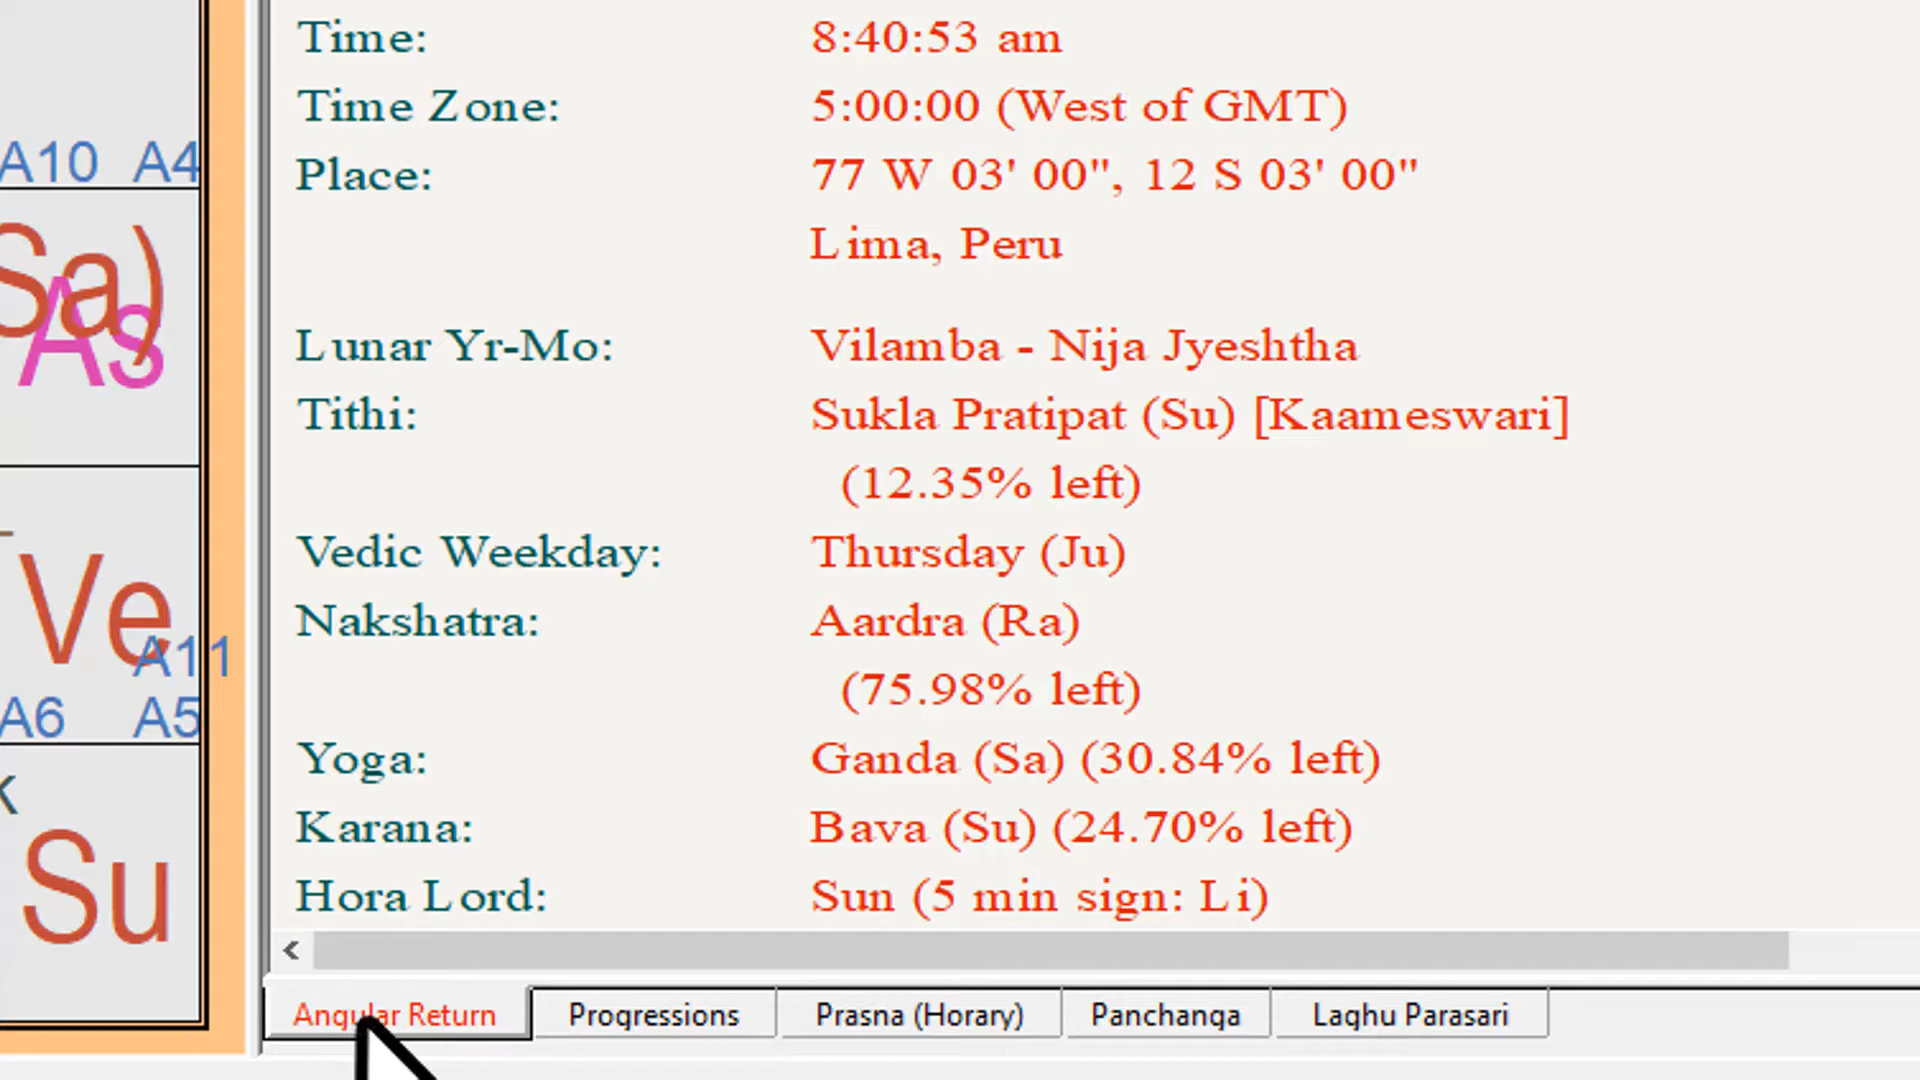 Time: 8:40:53 am
Time Zone: 5:00:00 (West of GMT)
Place: 77 W 03' 00", 12 S 03' 00"
Lima, Peru
Lunar Yr-Mo: Vilamba - Nija Jyeshtha
Tithi: Sukla Pratipat (Su) [Kaameswari]
(12.35% left)
Vedic Weekday: Thursday (Ju)
Nakshatra: Aardra (Ra)
(75.98% left)
Yoga: Ganda (Sa) (30.84% left)
Karana: Bava (Su) (24.70% left)
Hora Lord: Sun (5 min sign: Li)
A10 A4
Sa)
As
Ve
A11
A6 A5
Su
Angular Return Progressions Prasna (Horary) Panchanga Laghu Parasari